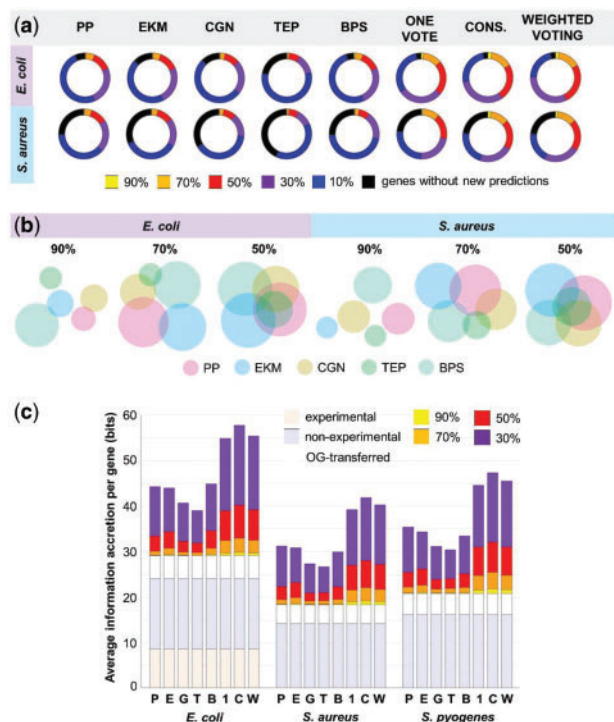 (a)
PP EKM CGN TEP BPS ONE VOTE CONS. WEIGHTED VOTING
E. coli
S. aureus
90% 70% 50% 30% 10% genes without new predictions
(b)
E. coli S. aureus
90% 70% 50% 90% 70% 50%
PP EKM CGN TEP BPS
(c)
Average information accretion per gene (bits)
60
50
40
30
20
10
0
experimental 90% 50%
non-experimental 70% 30%
OG-transferred
P E G T B 1 C W P E G T B 1 C W P E G T B 1 C W
E. coli S. aureus S. pyogenes